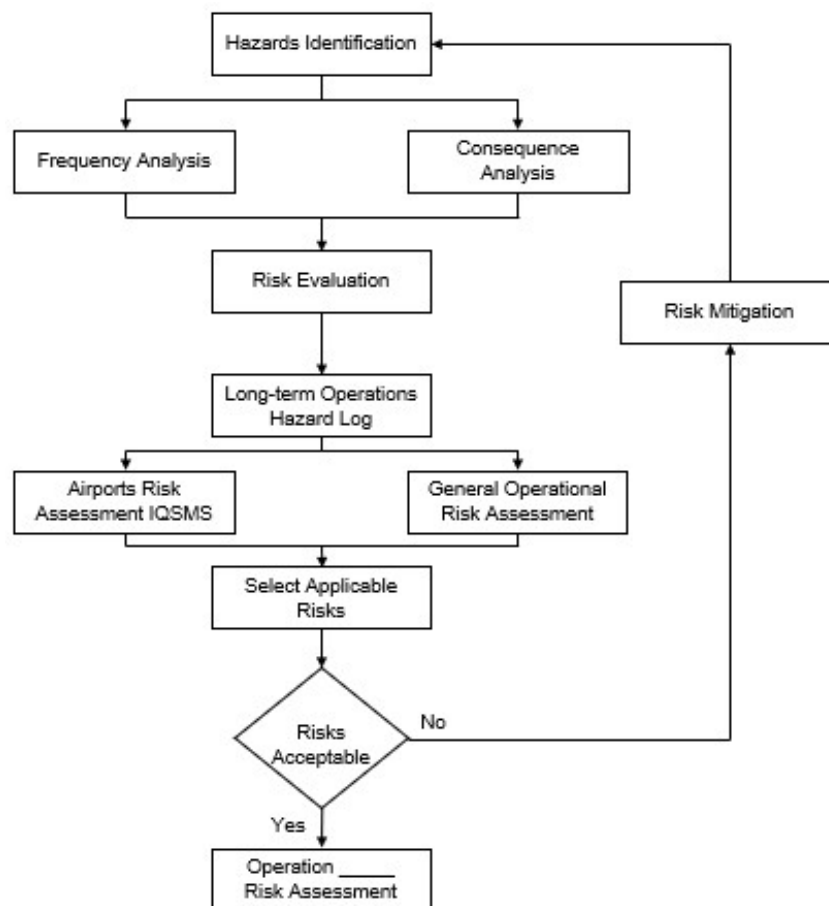 Hazards Identification
Frequency Analysis
Consequence
Analysis
Risk Evaluation
Risk Mitigation
Long-term Operations
Hazard Log
Airports Risk
Assessment IQSMS
General Operational
Risk Assessment
Select Applicable
Risks
Risks
Acceptable
No
Yes
Operation _____
Risk Assessment